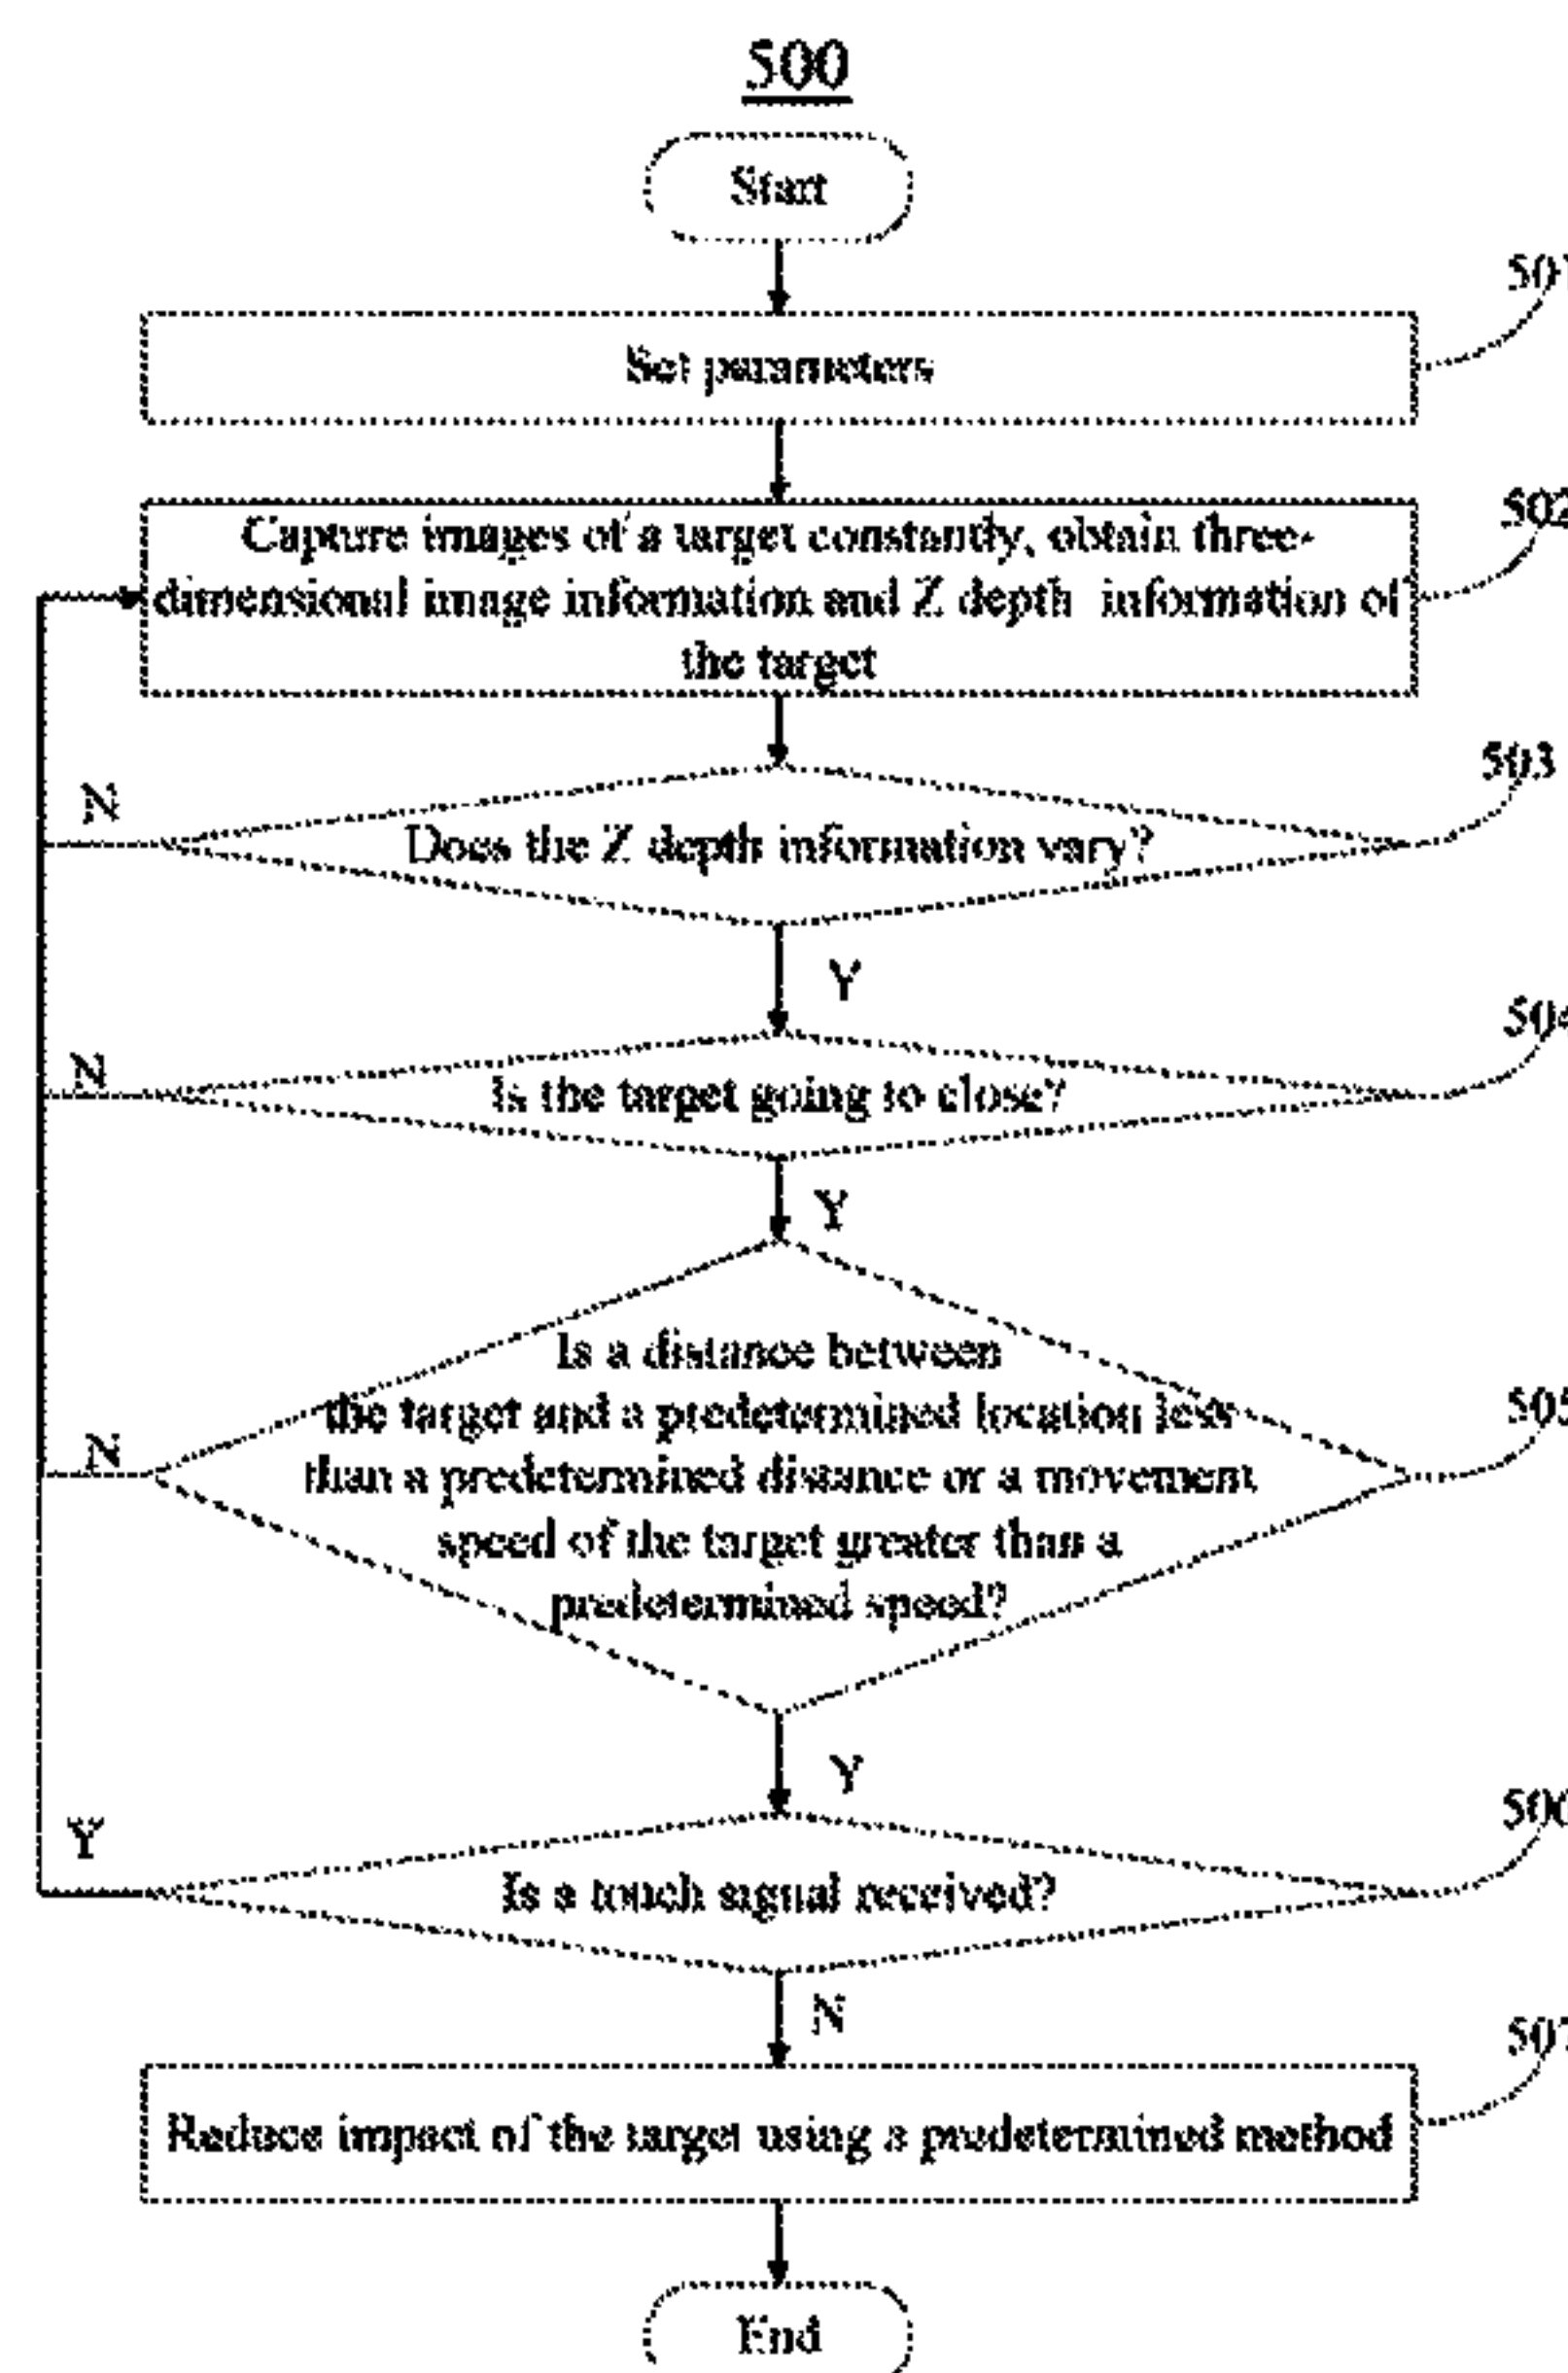 500
Start
501
Set parameters
502
Capture images of a target constantly, obtain three-
dimensional image information and Z depth information of
the target
503
N
Does the Z depth information vary?
Y
504
N
Is the target going to close?
Y
Is a distance between
the target and a predetermined location less
505
N
than a predetermined distance or a movement
speed of the target greater than a
predetermined speed?
Y
506
Y
Is a touch signal received?
N
507
Reduce impact of the target using a predetermined method
End